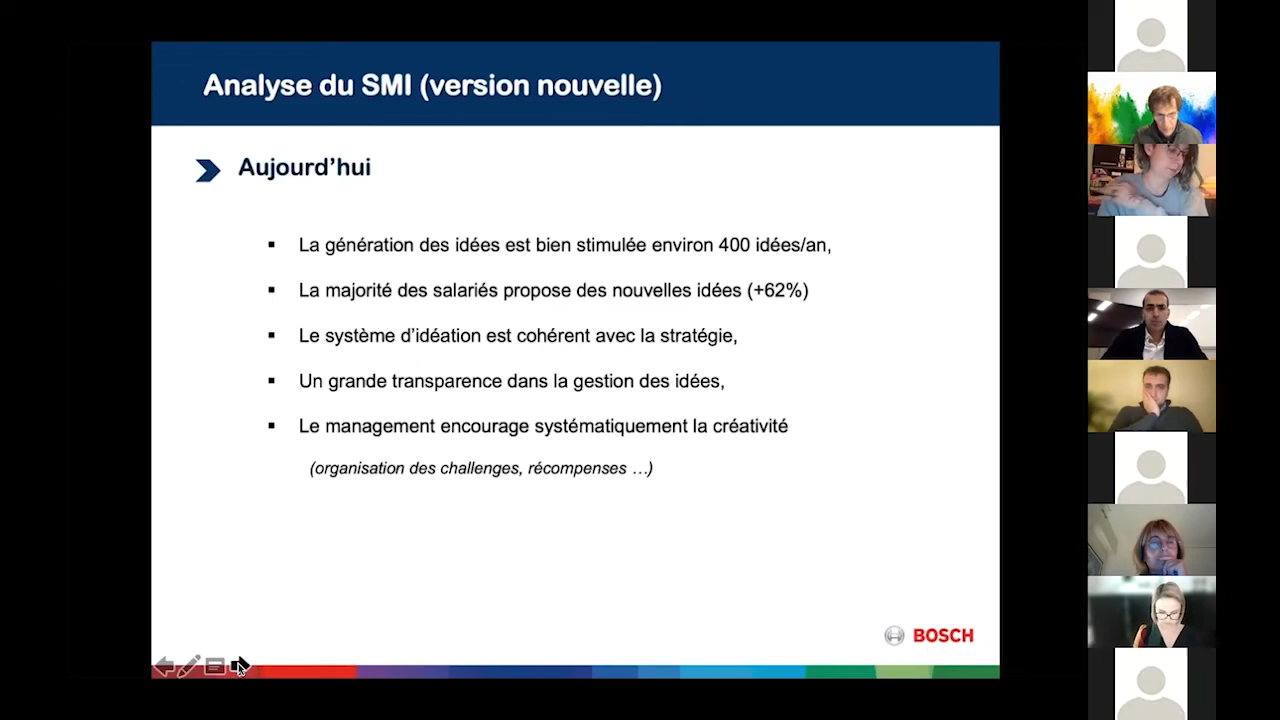 Analyse du SMI (version nouvelle)
Aujourd’hui
La génération des idées est bien stimulée environ 400 idées/an,
La majorité des salariés propose des nouvelles idées (+62%)
Le système d’idéation est cohérent avec la stratégie,
Un grande transparence dans la gestion des idées,
Le management encourage systématiquement la créativité
(organisation des challenges, récompenses …)
BOSCH